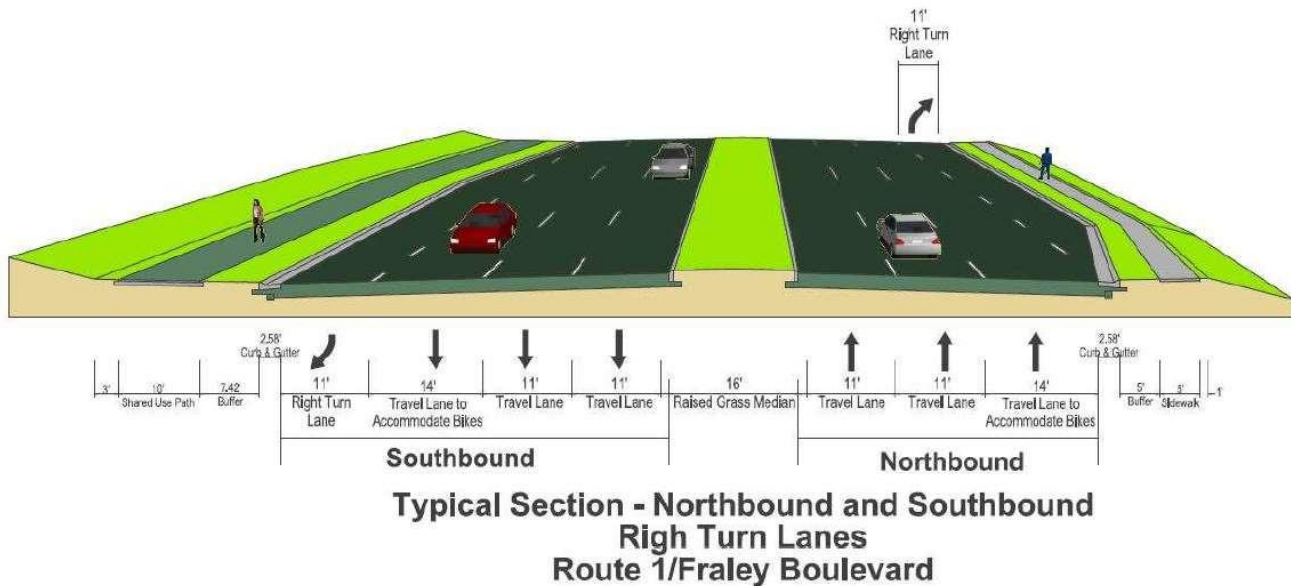 11'
Right Turn
Lane
2.58'
Curb & Gutter
2.58'
Curb & Gutter
3'
10'
7.42
11'
14'
11'
11'
16'
11'
11'
14'
5'
5'
1'
Shared Use Path
Buffer
Right Turn
Lane
Travel Lane to
Accommodate Bikes
Travel Lane
Travel Lane
Raised Grass Median
Travel Lane
Travel Lane
Travel Lane to
Accommodate Bikes
Buffer
Sidewalk
Southbound
Northbound
Typical Section - Northbound and Southbound
Righ Turn Lanes
Route 1/Fraley Boulevard